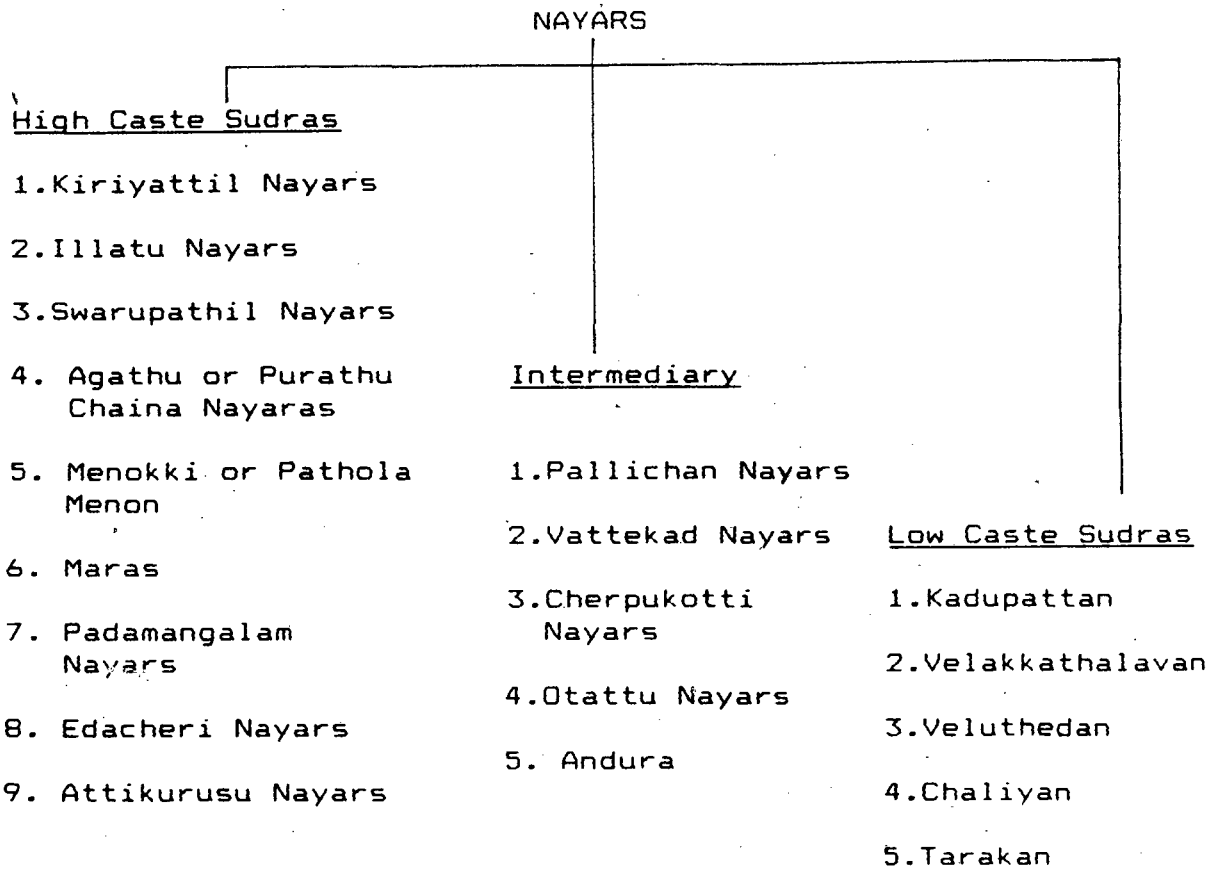 NAYARS
High Caste Sudras
1.Kiriyattil Nayars
2.Illatu Nayars
3.Swarupathil Nayars
4. Agathu or Purathu
Chaina Nayaras
5. Menokki or Pathola
Menon
6. Maras
7. Padamangalam
Nayars
8. Edacheri Nayars
9. Attikurusu Nayars
Intermediary
1.Pallichan Nayars
2.Vattekad Nayars
3.Cherpukotti
Nayars
4.Otattu Nayars
5. Andura
Low Caste Sudras
1.Kadupattan
2.Velakkathalavan
3.Veluthedan
4.Chaliyan
5.Tarakan